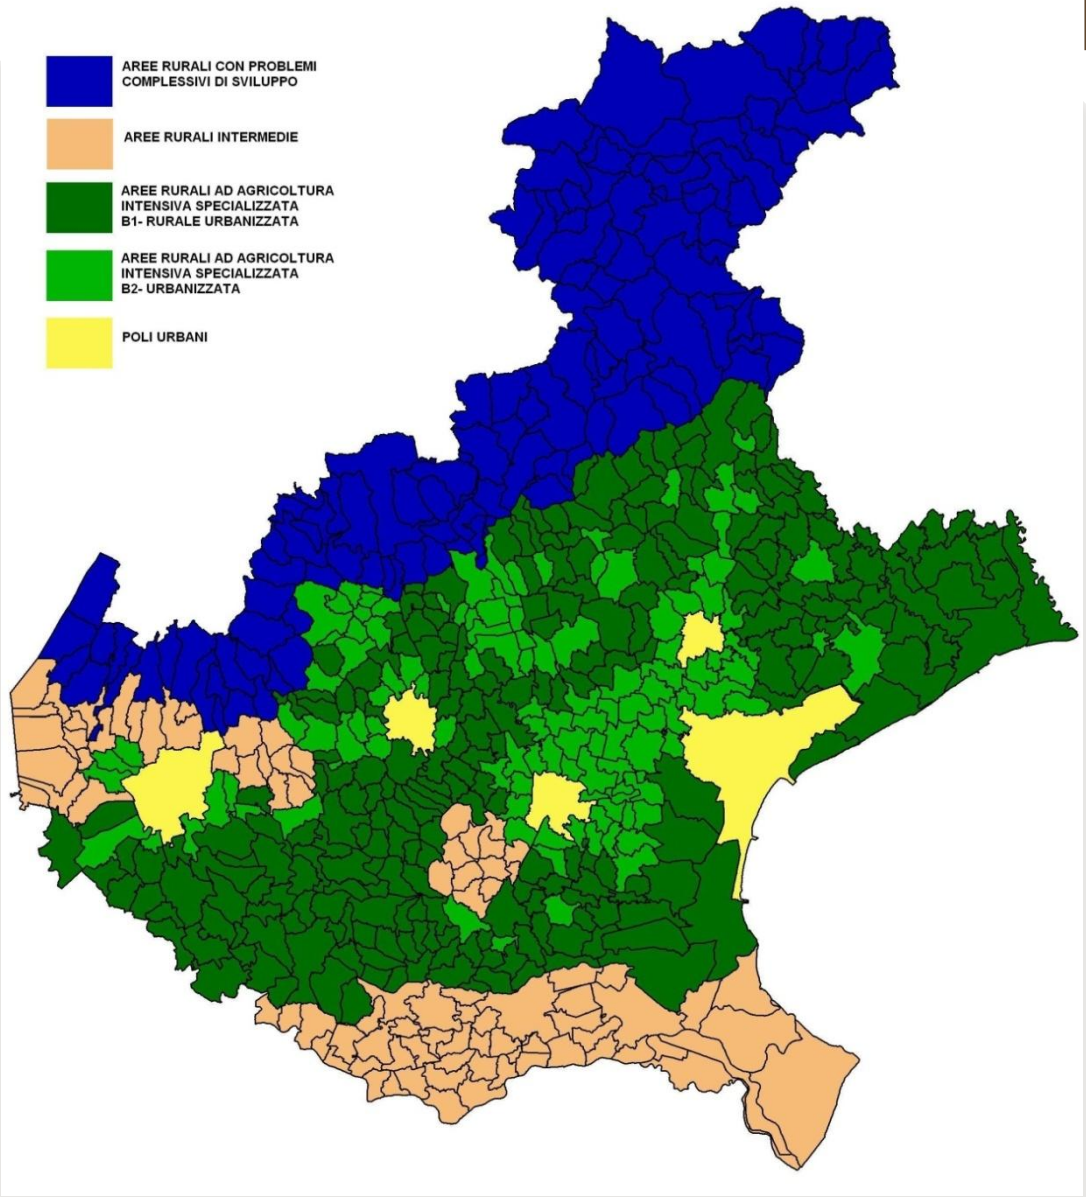 AREE RURALI CON PROBLEMI
COMPLESSIVI DI SVILUPPO
AREE RURALI INTERMEDIE
AREE RURALI AD AGRICOLTURA
INTENSIVA SPECIALIZZATA
B1- RURALE URBANIZZATA
AREE RURALI AD AGRICOLTURA
INTENSIVA SPECIALIZZATA
B2- URBANIZZATA
POLI URBANI